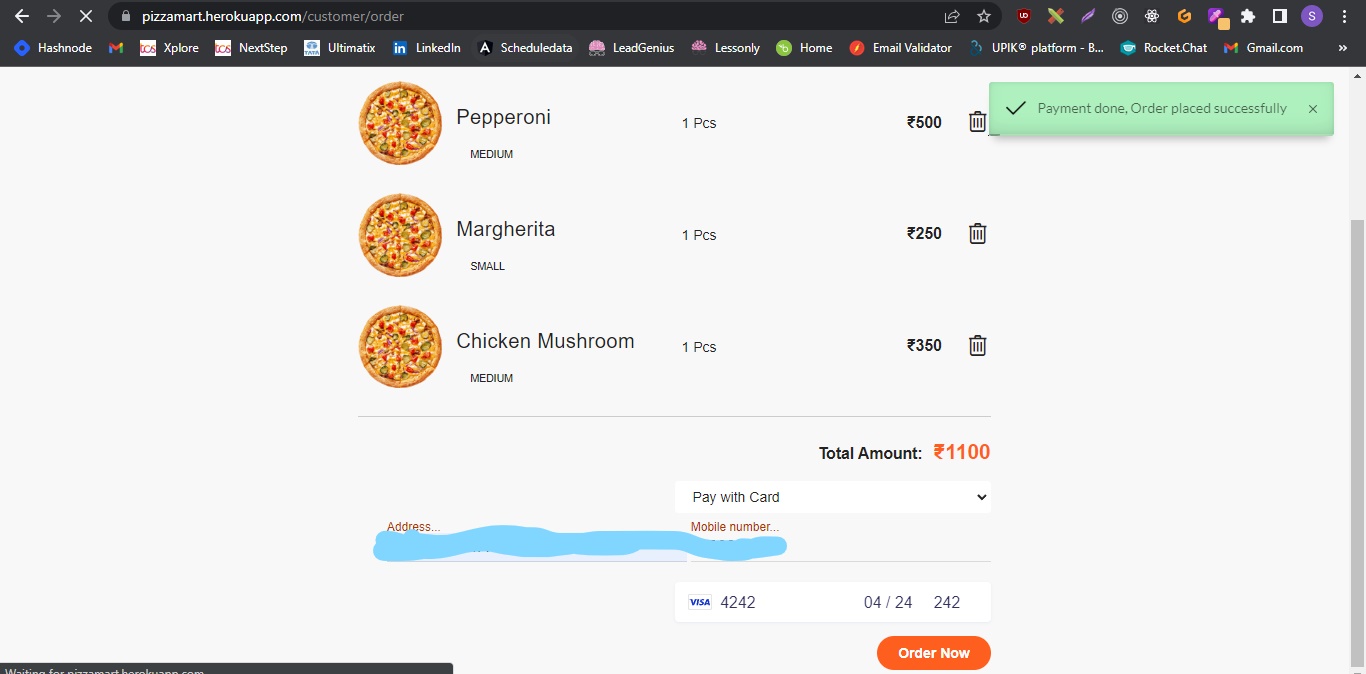 pizzamart.herokuapp.com/customer/order
Hashnode Xplore NextStep Ultimatix LinkedIn Scheduledata LeadGenius Lessonly Home Email Validator UPIK® platform - B... Rocket.Chat Gmail.com »
Payment done, Order placed successfully ×
Pepperoni 1 Pcs ₹500
MEDIUM
Margherita 1 Pcs ₹250
SMALL
Chicken Mushroom 1 Pcs ₹350
MEDIUM
Total Amount: ₹1100
Pay with Card
Address... Mobile number...
VISA 4242 04 / 24 242
Order Now
Waiting for pizzamart.herokuapp.com